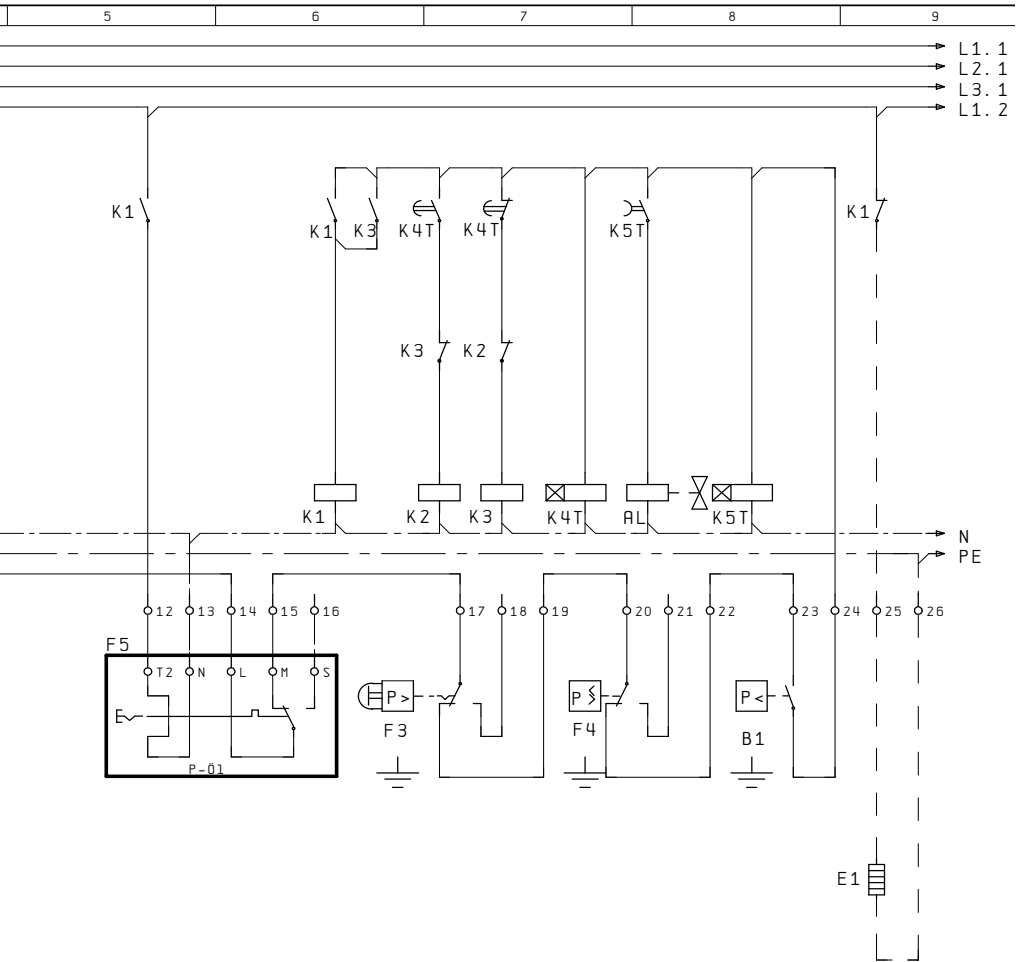 5 6 7 8 9
L1.1
L2.1
L3.1
L1.2
K1 K1 K3 K4T K4T K5T K1
K3 K2
K1 K2 K3 K4T AL K5T
N
PE
12 13 14 15 16 17 18 19 20 21 22 23 24 25 26
F5
T2 N L M S
P> P P<
F3 F4 B1
P-Öl
E1